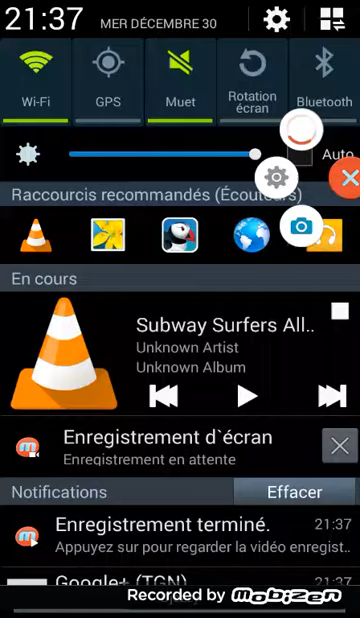 21:37 MER DÉCEMBRE 30
Wi-Fi GPS Muet Rotation écran Bluetooth
Auto
Raccourcis recommandés (Écouteurs)
En cours
Subway Surfers All..
Unknown Artist
Unknown Album
Enregistrement d`écran
Enregistrement en attente
Notifications Effacer
Enregistrement terminé. 21:37
Appuyez sur pour regarder la vidéo enregist..
Google+ (TGN) 21:37
Recorded by Mobizen